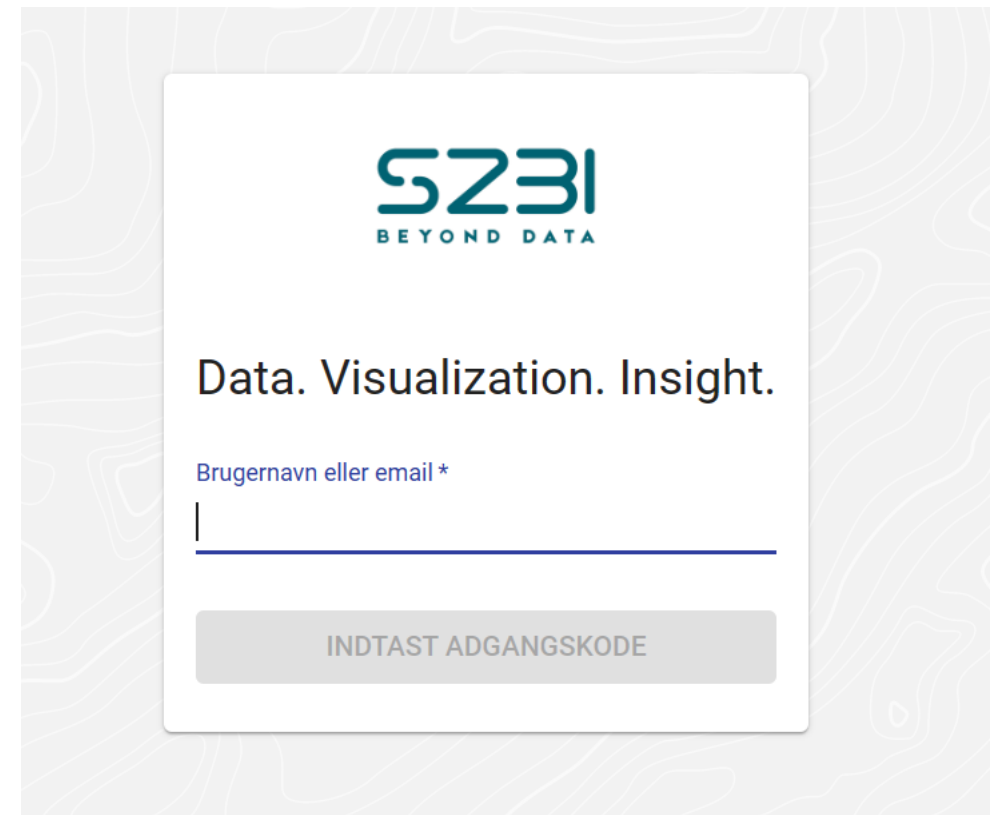 SZBI
BEYOND DATA
Data. Visualization. Insight.
Brugernavn eller email *
INDTAST ADGANGSKODE